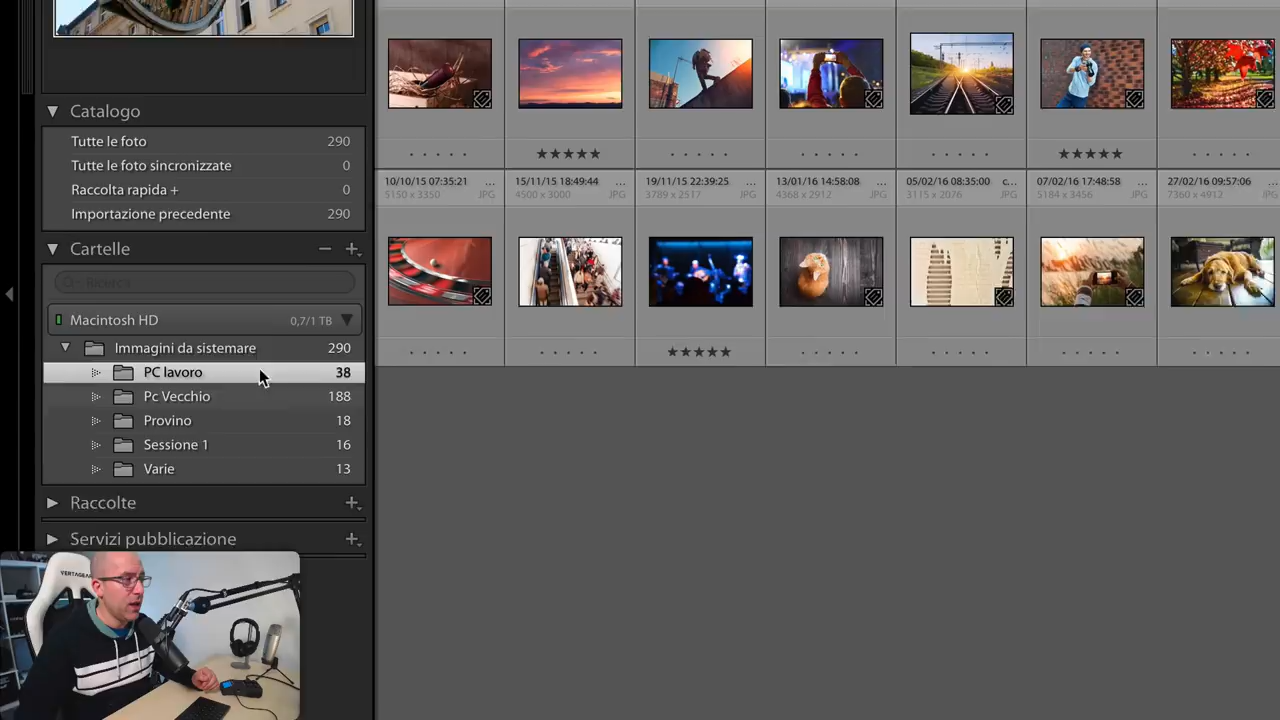 Catalogo
Tutte le foto 290
Tutte le foto sincronizzate 0
Raccolta rapida + 0
Importazione precedente 290
Cartelle
Ricerca
Macintosh HD 0,7/1 TB
Immagini da sistemare 290
PC lavoro 38
Pc Vecchio 188
Provino 18
Sessione 1 16
Varie 13
Raccolte
Servizi pubblicazione
10/10/15 07:35:21 ...
5150 x 3350 JPG
15/11/15 18:49:44 ...
4500 x 3000 JPG
19/11/15 22:39:25 ...
3789 x 2517 JPG
13/01/16 14:58:08 ...
4368 x 2912 JPG
05/02/16 08:35:00 c...
3115 x 2076 JPG
07/02/16 17:48:58 ...
5184 x 3456 JPG
27/02/16 09:57:06 ...
7360 x 4912 JPG
VERTAGEAR